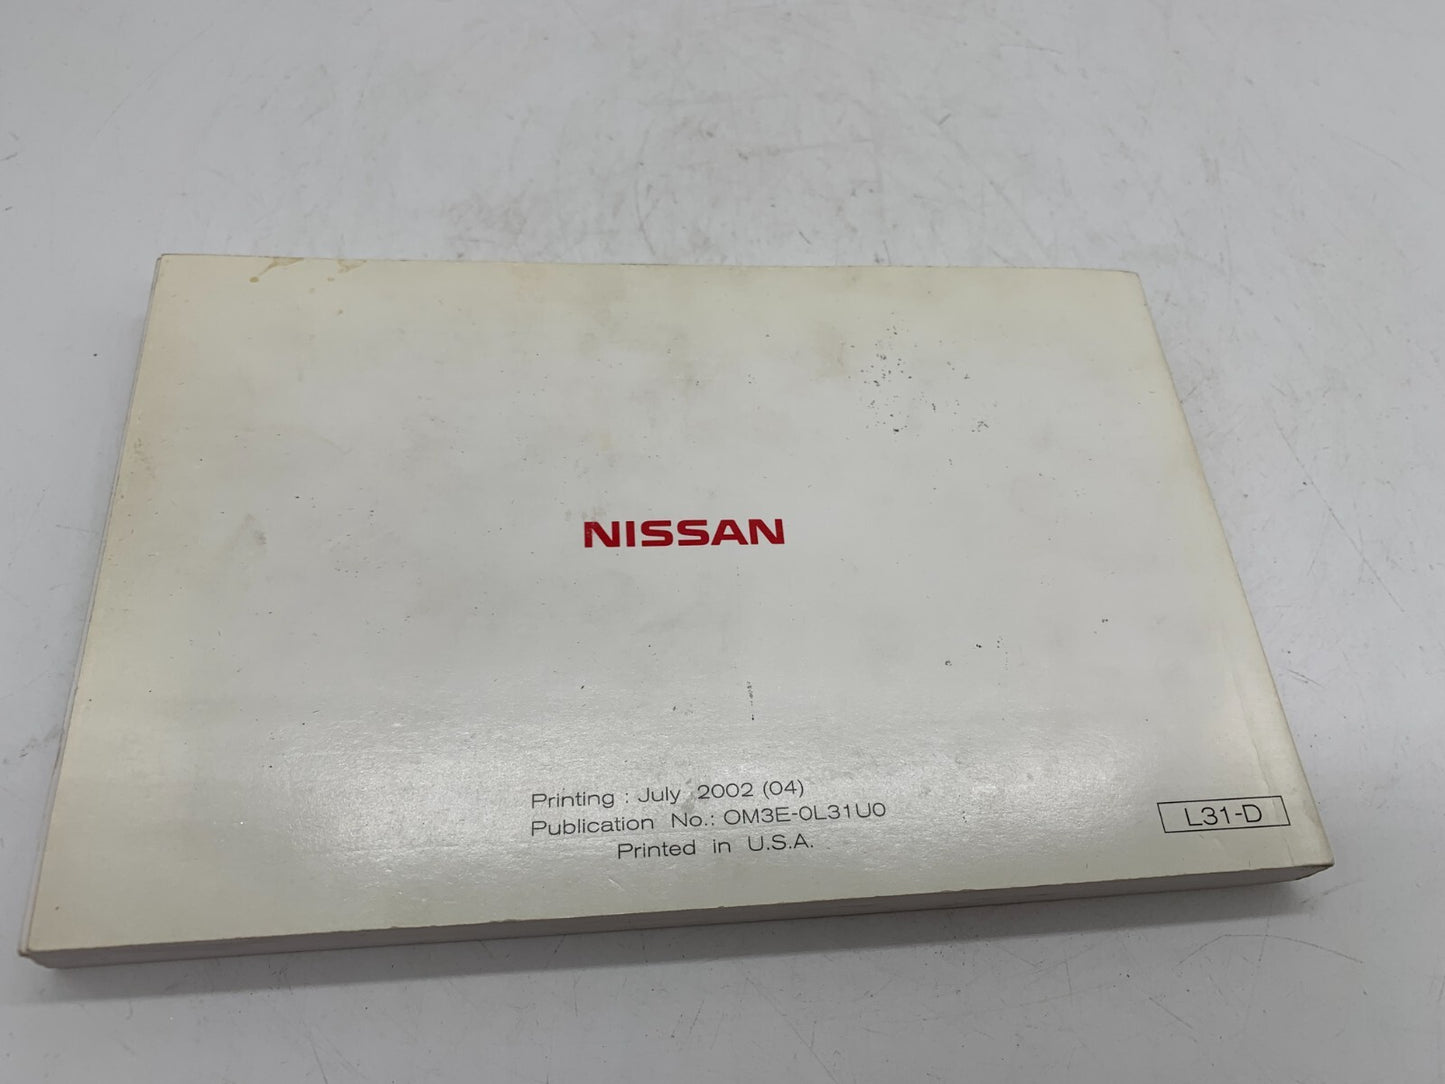 NISSAN
Printing : July 2002 (04)
Publication No.: OM3E-0L31U0
Printed in U.S.A.
L31-D